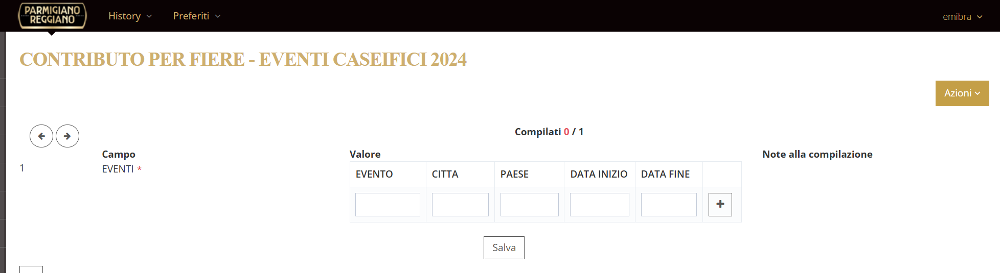 PARMIGIANO
REGGIANO
History
Preferiti
emibra
CONTRIBUTO PER FIERE - EVENTI CASEIFICI 2024
Azioni
Compilati 0 / 1
Campo
Valore
Note alla compilazione
1
EVENTI *
EVENTO
CITTA
PAESE
DATA INIZIO
DATA FINE
Salva